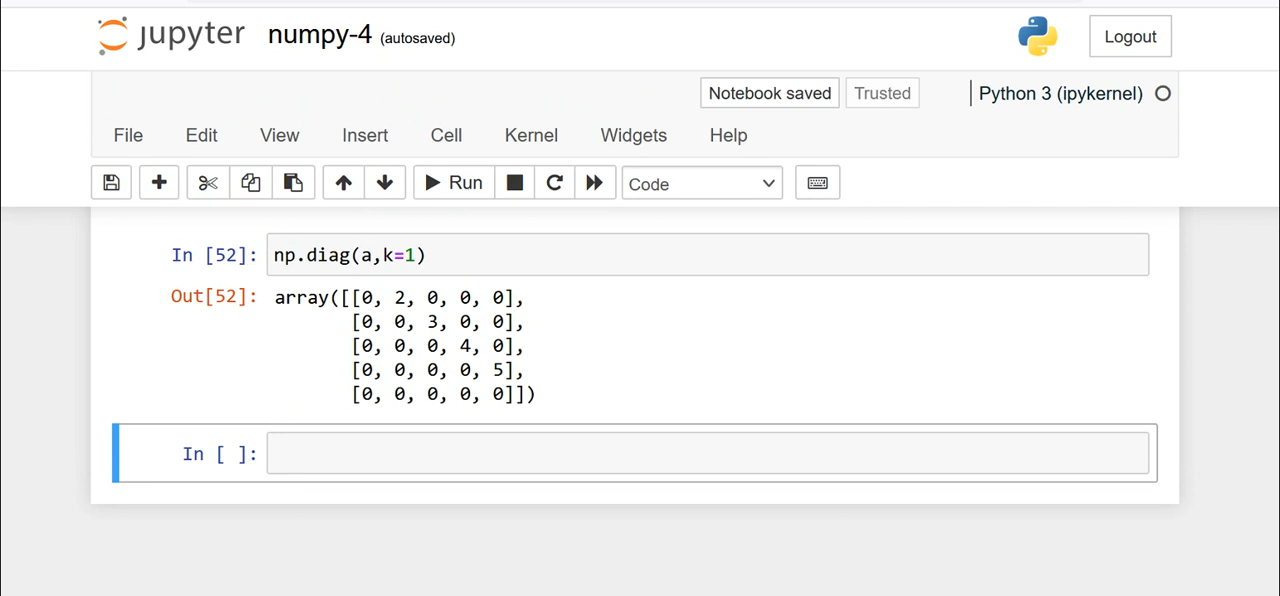 jupyter numpy-4 (autosaved) Logout
Notebook saved Trusted Python 3 (ipykernel)
File Edit View Insert Cell Kernel Widgets Help
Run Code
In [52]: np.diag(a,k=1)
Out[52]: array([[0, 2, 0, 0, 0],
[0, 0, 3, 0, 0],
[0, 0, 0, 4, 0],
[0, 0, 0, 0, 5],
[0, 0, 0, 0, 0]])
In [ ]: